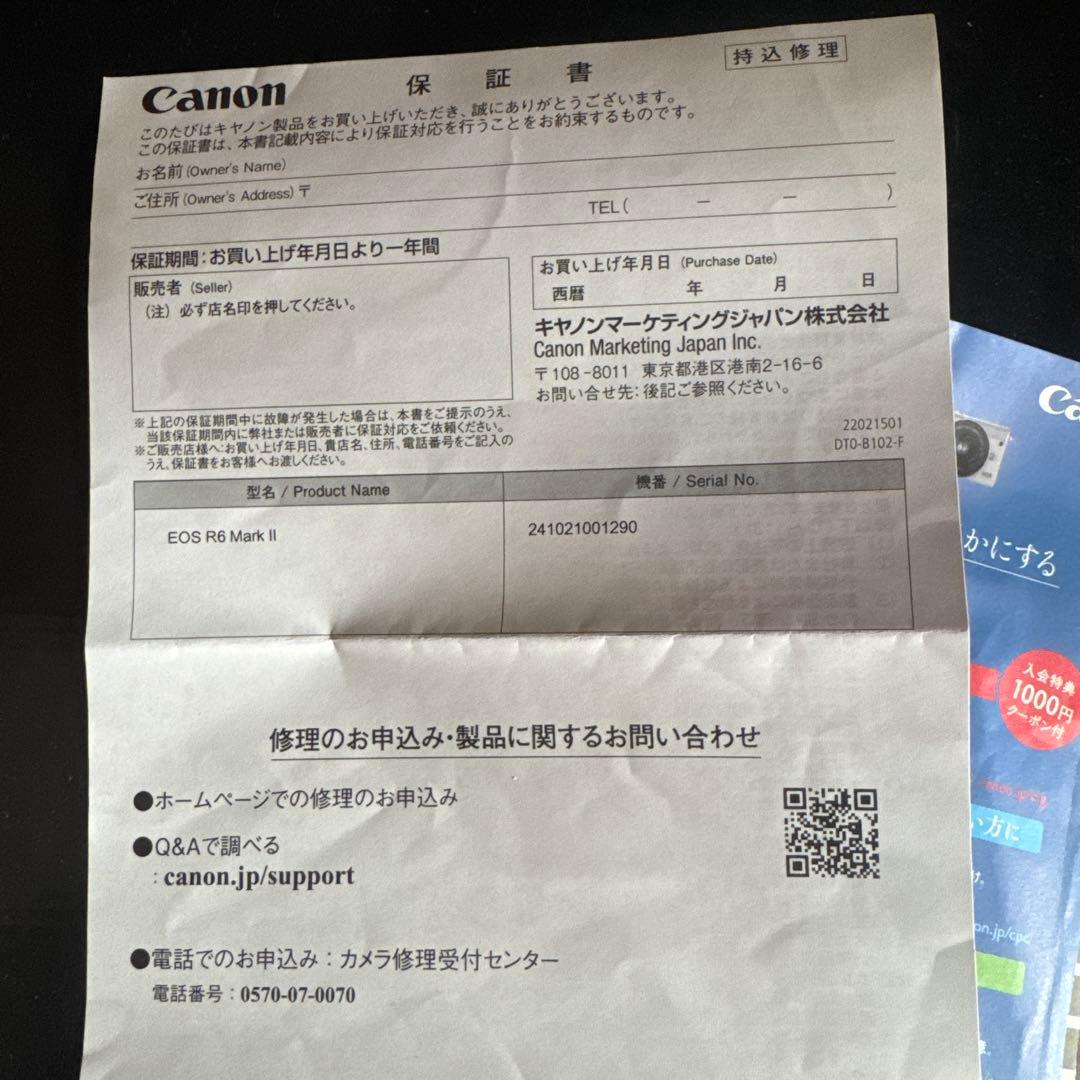 Canon
保証書
持込修理
このたびはキヤノン製品をお買い上げいただき、誠にありがとうございます。
この保証書は、本書記載内容により保証対応を行うことをお約束するものです。
お名前 (Owner's Name)
ご住所 (Owner's Address) 〒
TEL ( － － )
保証期間：お買い上げ年月日より一年間
販売者 (Seller)
（注）必ず店名印を押してください。
お買い上げ年月日 (Purchase Date)
西暦 年 月 日
キヤノンマーケティングジャパン株式会社
Canon Marketing Japan Inc.
〒108-8011 東京都港区港南2-16-6
お問い合せ先：後記ご参照ください。
※上記の保証期間中に故障が発生した場合は、本書をご提示のうえ、
当該保証期間内に弊社または販売者に保証対応をご依頼ください。
※ご販売店様へ：お買い上げ年月日、貴店名、住所、電話番号をご記入の
うえ、保証書をお客様へお渡しください。
22021501
DT0-B102-F
型名 / Product Name
機番 / Serial No.
EOS R6 Mark II
241021001290
修理のお申込み・製品に関するお問い合わせ
●ホームページでの修理のお申込み
●Q&Aで調べる
：canon.jp/support
●電話でのお申込み：カメラ修理受付センター
電話番号：0570-07-0070
かにする
入会特典
1000円
クーポン付
い方に
on.jp/cpc